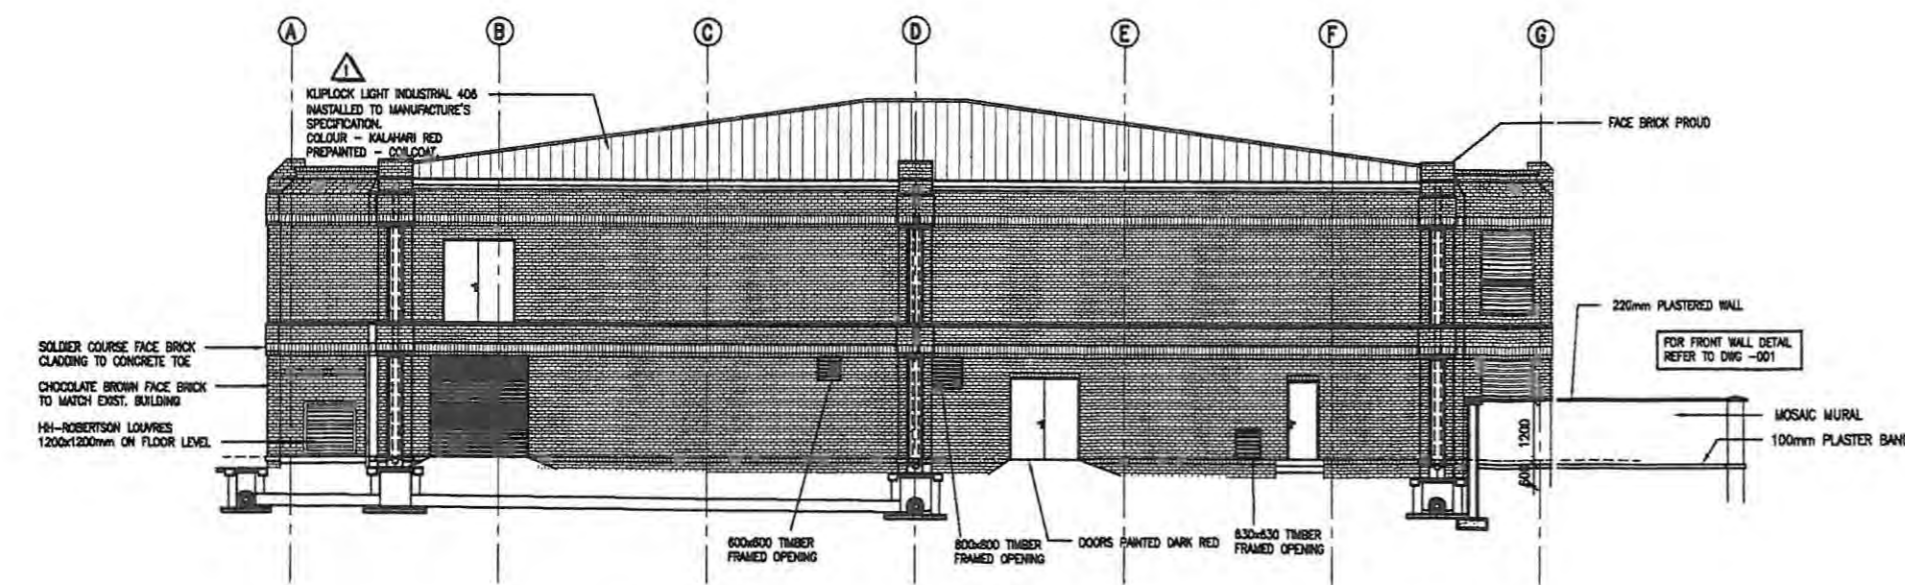 A B C D E F G
1
KLIPLOCK LIGHT INDUSTRIAL 406
INASTALLED TO MANUFACTURE'S
SPECIFICATION.
COLOUR - KALAHARI RED
PREPAINTED - COILCOAT.
FACE BRICK PROUD
220mm PLASTERED WALL
FOR FRONT WALL DETAIL
REFER TO DWG -001
SOLDIER COURSE FACE BRICK
CLADDING TO CONCRETE TOE
CHOCOLATE BROWN FACE BRICK
TO MATCH EXIST. BUILDING
HH-ROBERTSON LOUVRES
1200x1200mm ON FLOOR LEVEL
MOSAIC MURAL
100mm PLASTER BAND
1200
600
600x600 TIMBER
FRAMED OPENING
800x800 TIMBER
FRAMED OPENING
DOORS PAINTED DARK RED
630x630 TIMBER
FRAMED OPENING